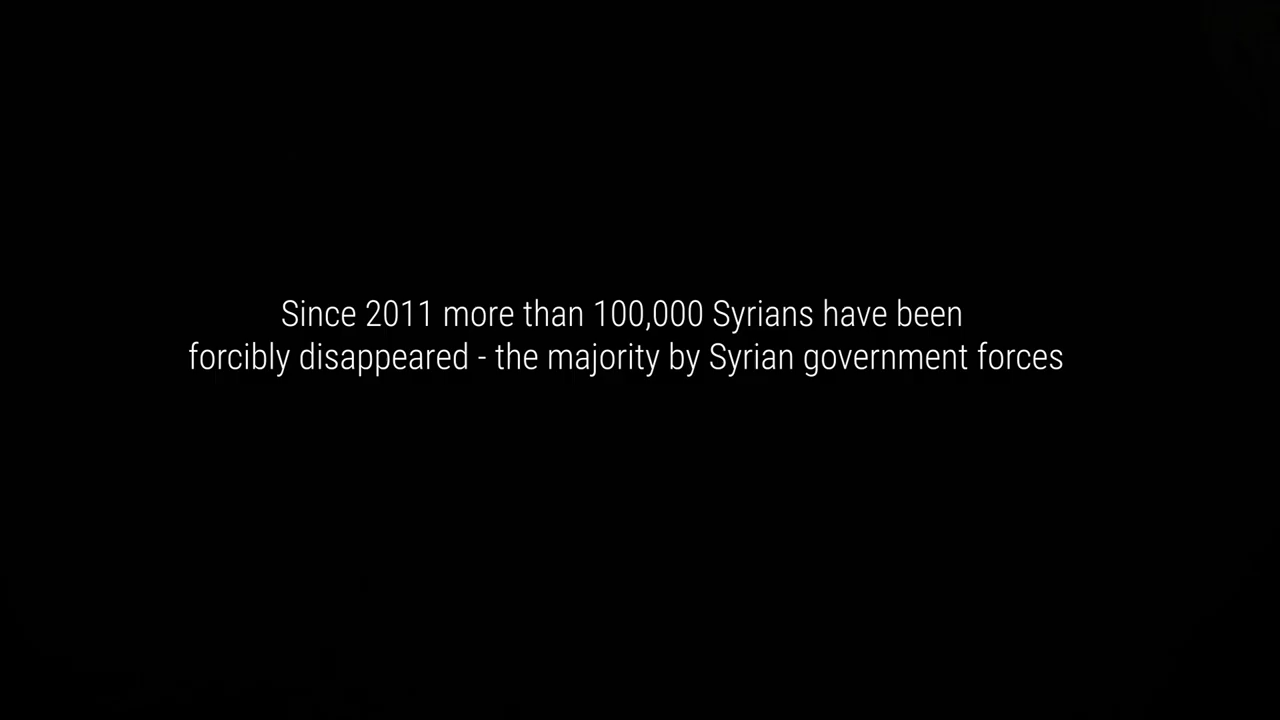 Since 2011 more than 100,000 Syrians have been
forcibly disappeared - the majority by Syrian government forces